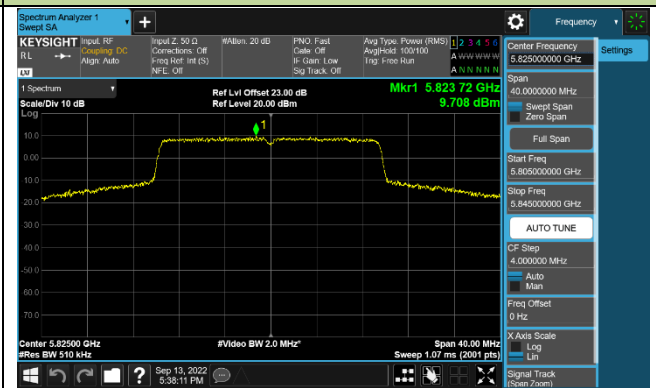 Spectrum Analyzer 1
Swept SA
Frequency
KEYSIGHT
Input: RF
Coupling: DC
Align: Auto
Input Z: 50 Ω
Corrections: Off
Freq Ref: Int (S)
NFE: Off
#Atten: 20 dB
PNO: Fast
Gate: Off
IF Gain: Low
Sig Track: Off
Avg Type: Power (RMS)
Avg|Hold: 100/100
Trig: Free Run
1 2 3 4 5 6
A W W W W W
A N N N N N
RL
LXI
1 Spectrum
Scale/Div 10 dB
Log
Ref Lvl Offset 23.00 dB
Ref Level 20.00 dBm
Mkr1 5.823 72 GHz
9.708 dBm
1
10.0
0.00
10.0
20.0
30.0
40.0
-50.0
60.0
70.0
Center 5.82500 GHz
#Res BW 510 kHz
#Video BW 2.0 MHz*
Span 40.00 MHz
Sweep 1.07 ms (2001 pts)
Center Frequency
5.825000000 GHz
Settings
Span
40.0000000 MHz
Swept Span
Zero Span
Full Span
Start Freq
5.805000000 GHz
Stop Freq
5.845000000 GHz
AUTO TUNE
CF Step
4.000000 MHz
Auto
Man
Freq Offset
0 Hz
X Axis Scale
Log
Lin
Signal Track
(Span Zoom)
?
Sep 13, 2022
5:38:11 PM